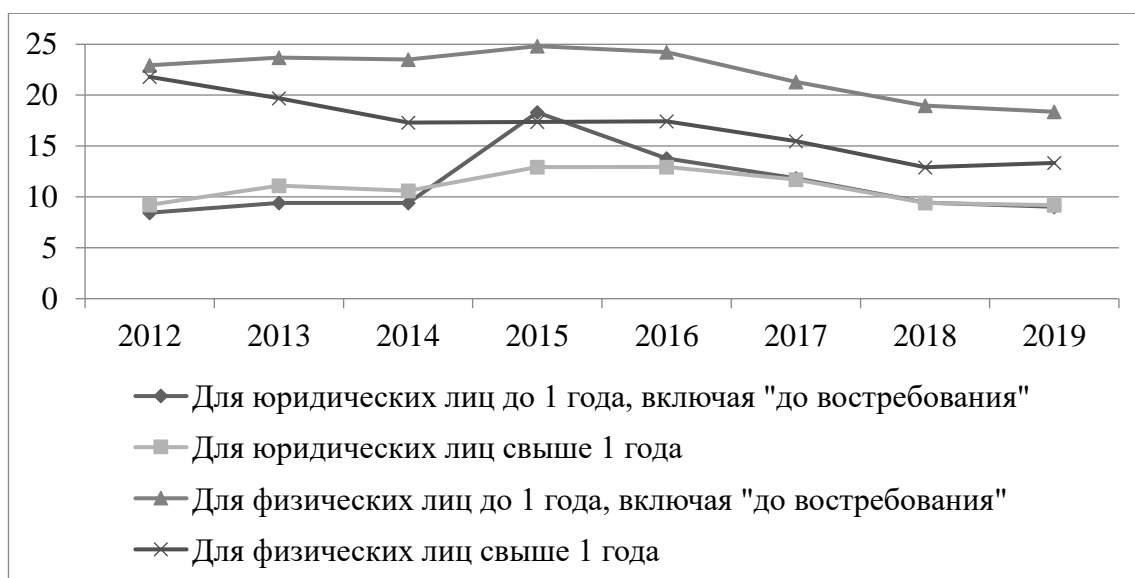 25
20
15
10
5
0
2012 2013 2014 2015 2016 2017 2018 2019
Для юридических лиц до 1 года, включая "до востребования"
Для юридических лиц свыше 1 года
Для физических лиц до 1 года, включая "до востребования"
Для физических лиц свыше 1 года